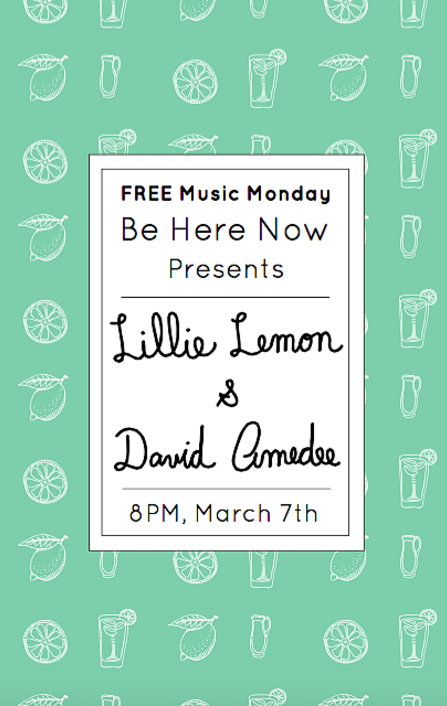 FREE Music Monday
Be Here Now
Presents
Lillie Lemon
&
David Amedee
8PM, March 7th